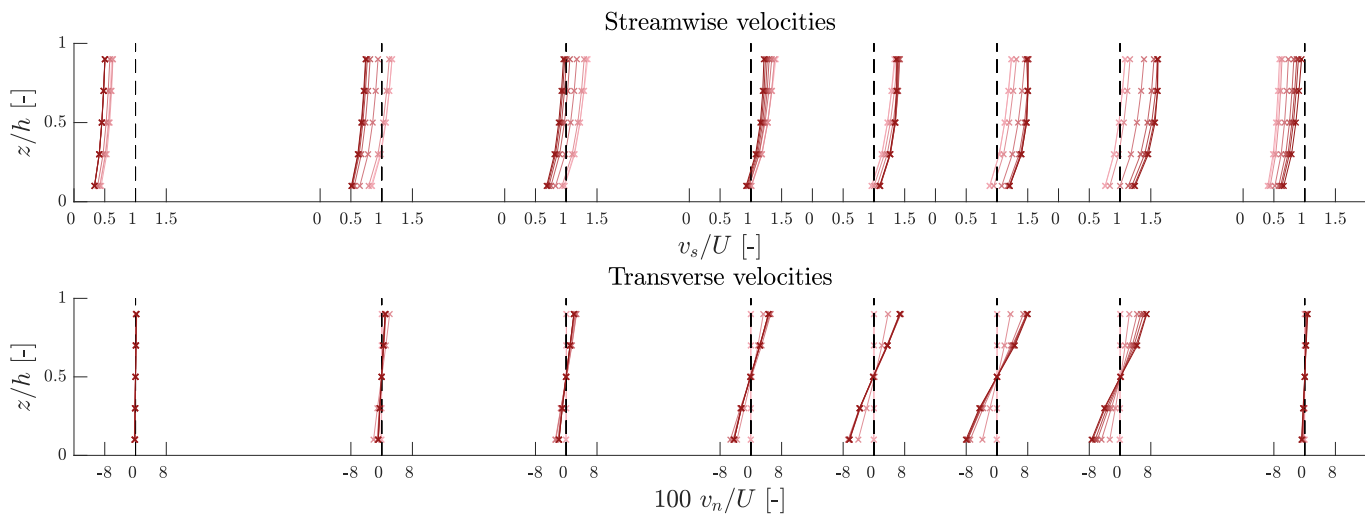 Streamwise velocities
1
0.5
0
z/h [-]
0 0.5 1 1.5 0 0.5 1 1.5 0 0.5 1 1.5 0 0.5 1 1.5 0 0.5 1 1.5 0 0.5 1 1.5 0 0.5 1 1.5 0 0.5 1 1.5
v_s/U [-]
Transverse velocities
1
0.5
0
z/h [-]
-8 0 8 -8 0 8 -8 0 8 -8 0 8 -8 0 8 -8 0 8 -8 0 8 -8 0 8
100 v_n/U [-]